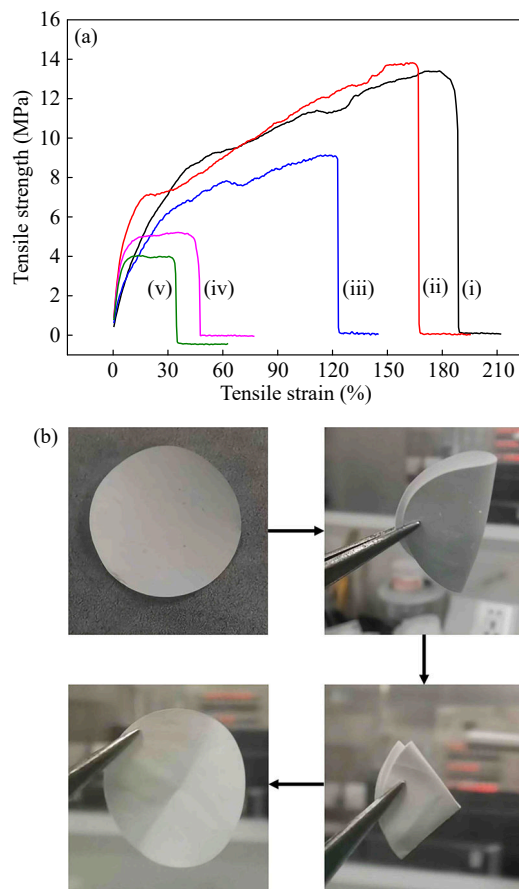 (a)
Tensile strength (MPa)
16
14
12
10
8
6
4
2
0
(v)
(iv)
(iii)
(ii)
(i)
0 30 60 90 120 150 180 210
Tensile strain (%)
(b)